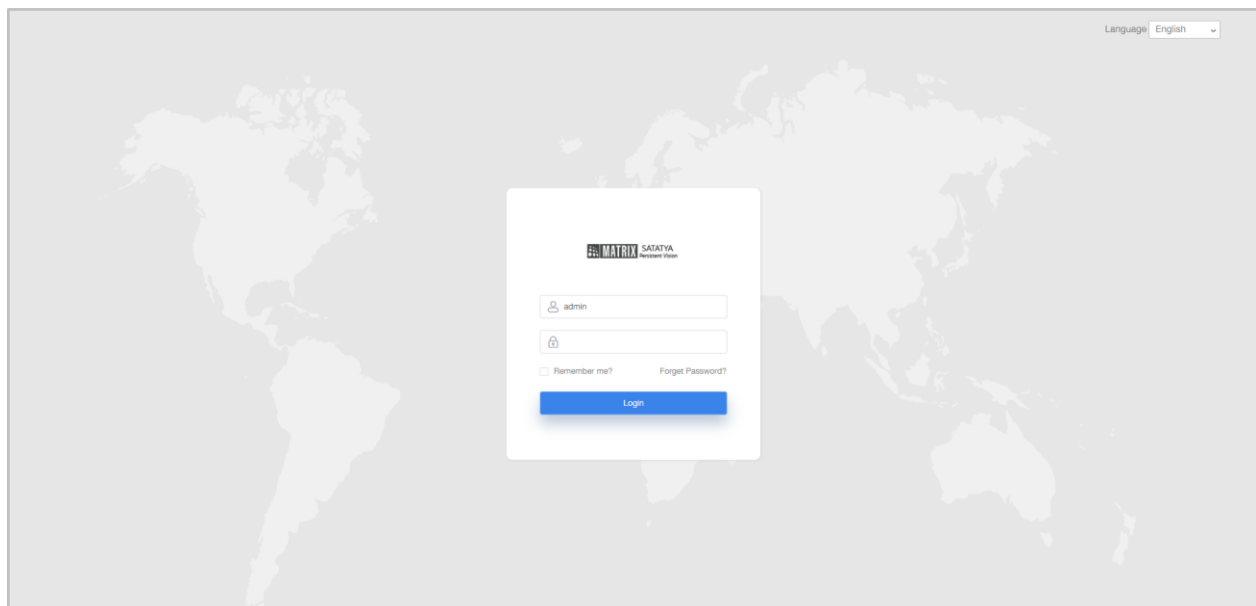 Language English
MATRIX SATATYA
Persistent Vision
admin
Remember me? Forget Password?
Login